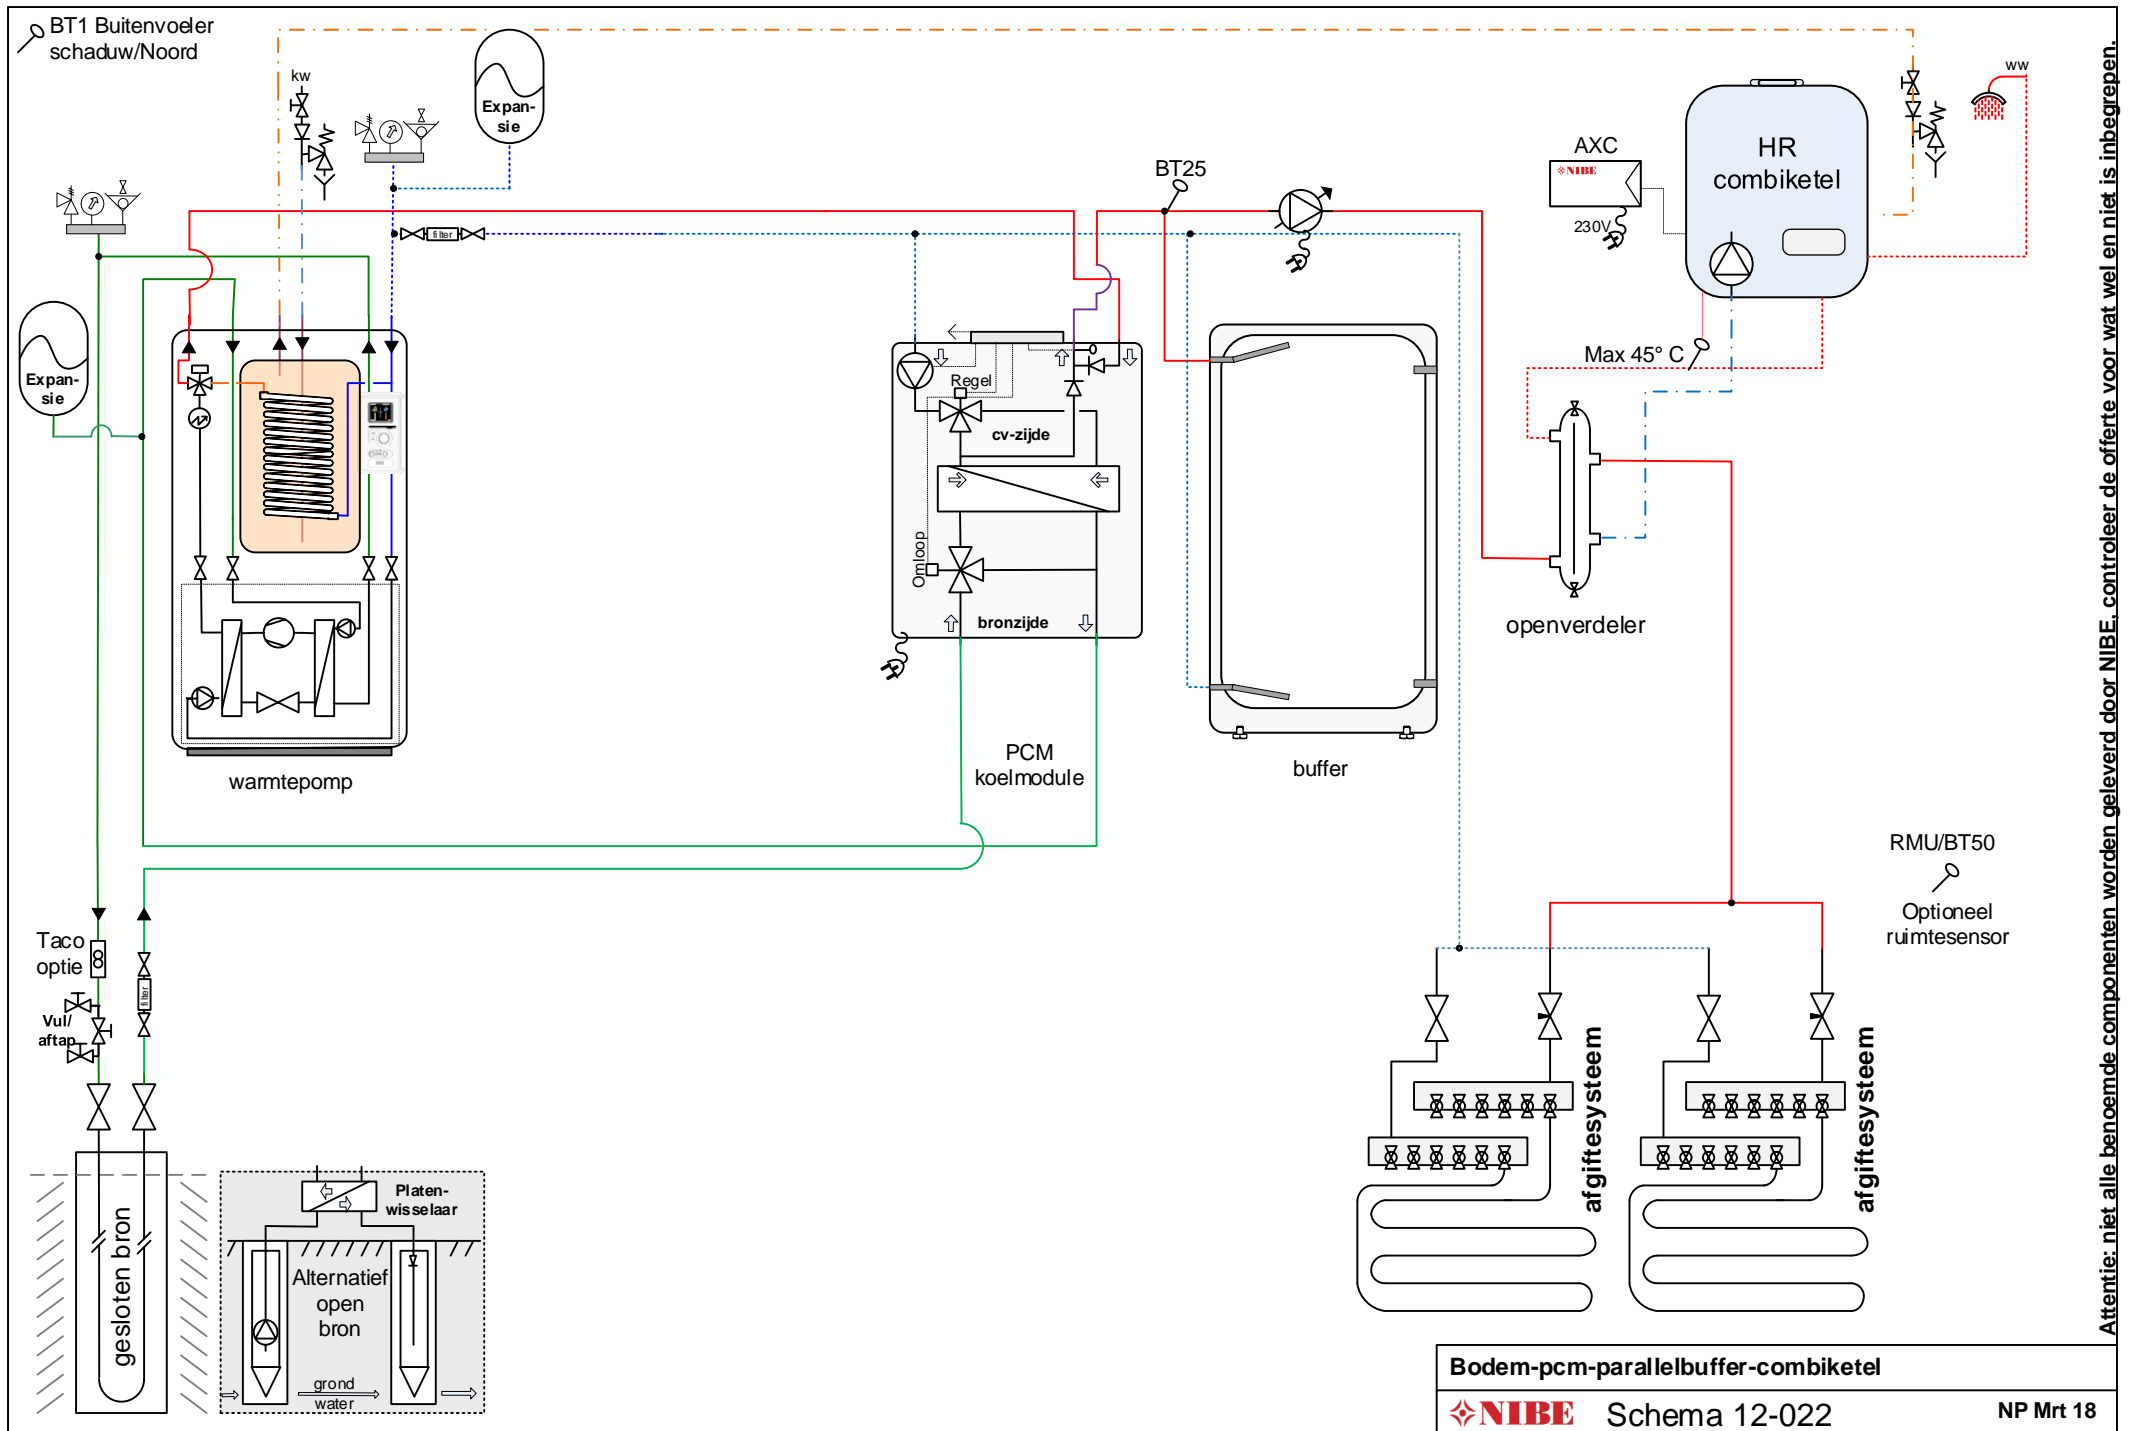 BT1 Buitenvoeler
schaduw/Noord
kw
Expan-
sie
filter
Expan-
sie
warmtepomp
BT25
Regel
cv-zijde
Omloop
bronzijde
PCM
koelmodule
buffer
AXC
NIBE
230V
HR
combiketel
ww
Max 45° C
openverdeler
RMU/BT50
Optioneel
ruimtesensor
Taco
optie
filter
Vul/
aftap
gesloten bron
Platen-
wisselaar
Alternatief
open
bron
grond
water
afgiftesysteem
afgiftesysteem
Attentie: niet alle benoemde componenten worden geleverd door NIBE, controleer de offerte voor wat wel en niet is inbegrepen.
Bodem-pcm-parallelbuffer-combiketel
NIBE Schema 12-022 NP Mrt 18